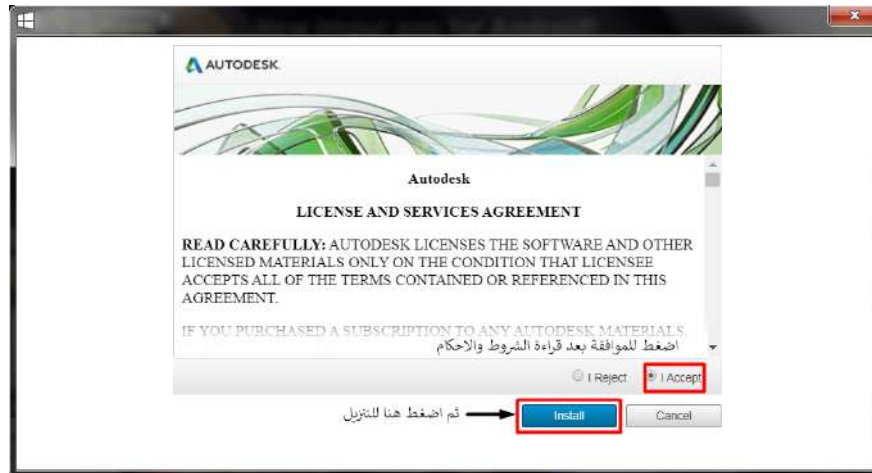 AUTODESK.
Autodesk
LICENSE AND SERVICES AGREEMENT
READ CAREFULLY: AUTODESK LICENSES THE SOFTWARE AND OTHER
LICENSED MATERIALS ONLY ON THE CONDITION THAT LICENSEE
ACCEPTS ALL OF THE TERMS CONTAINED OR REFERENCED IN THIS
AGREEMENT.
IF YOU PURCHASED A SUBSCRIPTION TO ANY AUTODESK MATERIALS,
اضغط للموافقة بعد قراءة الشروط والاحكام
I Reject I Accept
ثم اضغط هنا للتنزيل Install Cancel